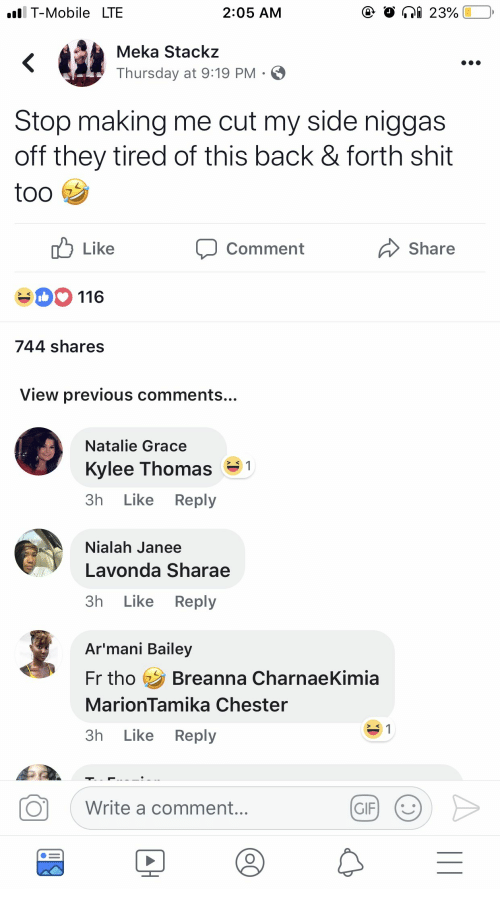 T-Mobile LTE 2:05 AM 23%
Meka Stackz
Thursday at 9:19 PM ·
Stop making me cut my side niggas
off they tired of this back & forth shit
too 🤣
Like Comment Share
116
744 shares
View previous comments...
Natalie Grace
Kylee Thomas 1
3h Like Reply
Nialah Janee
Lavonda Sharae
3h Like Reply
Ar'mani Bailey
Fr tho 🤣 Breanna CharnaeKimia
MarionTamika Chester
1
3h Like Reply
Write a comment... GIF